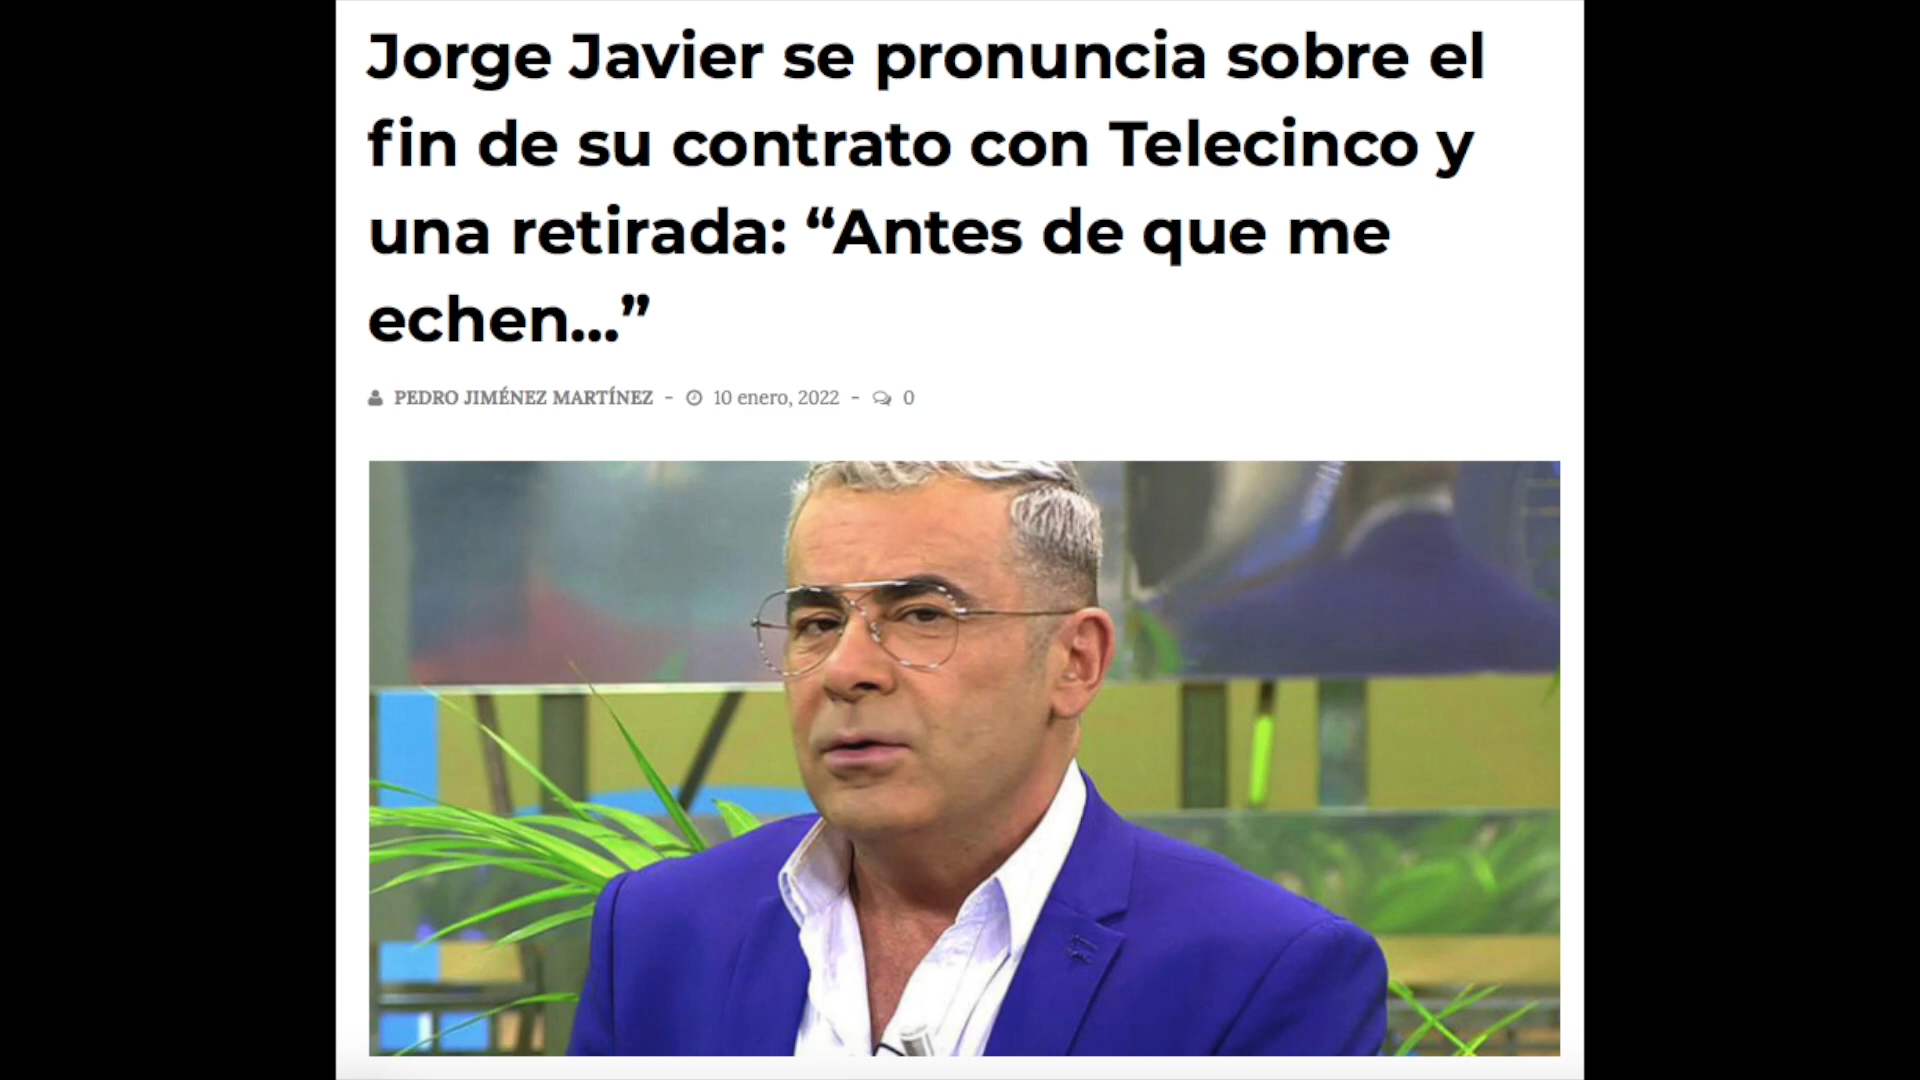 Jorge Javier se pronuncia sobre el
fin de su contrato con Telecinco y
una retirada: “Antes de que me
echen...”
PEDRO JIMÉNEZ MARTÍNEZ - 10 enero, 2022 - 0